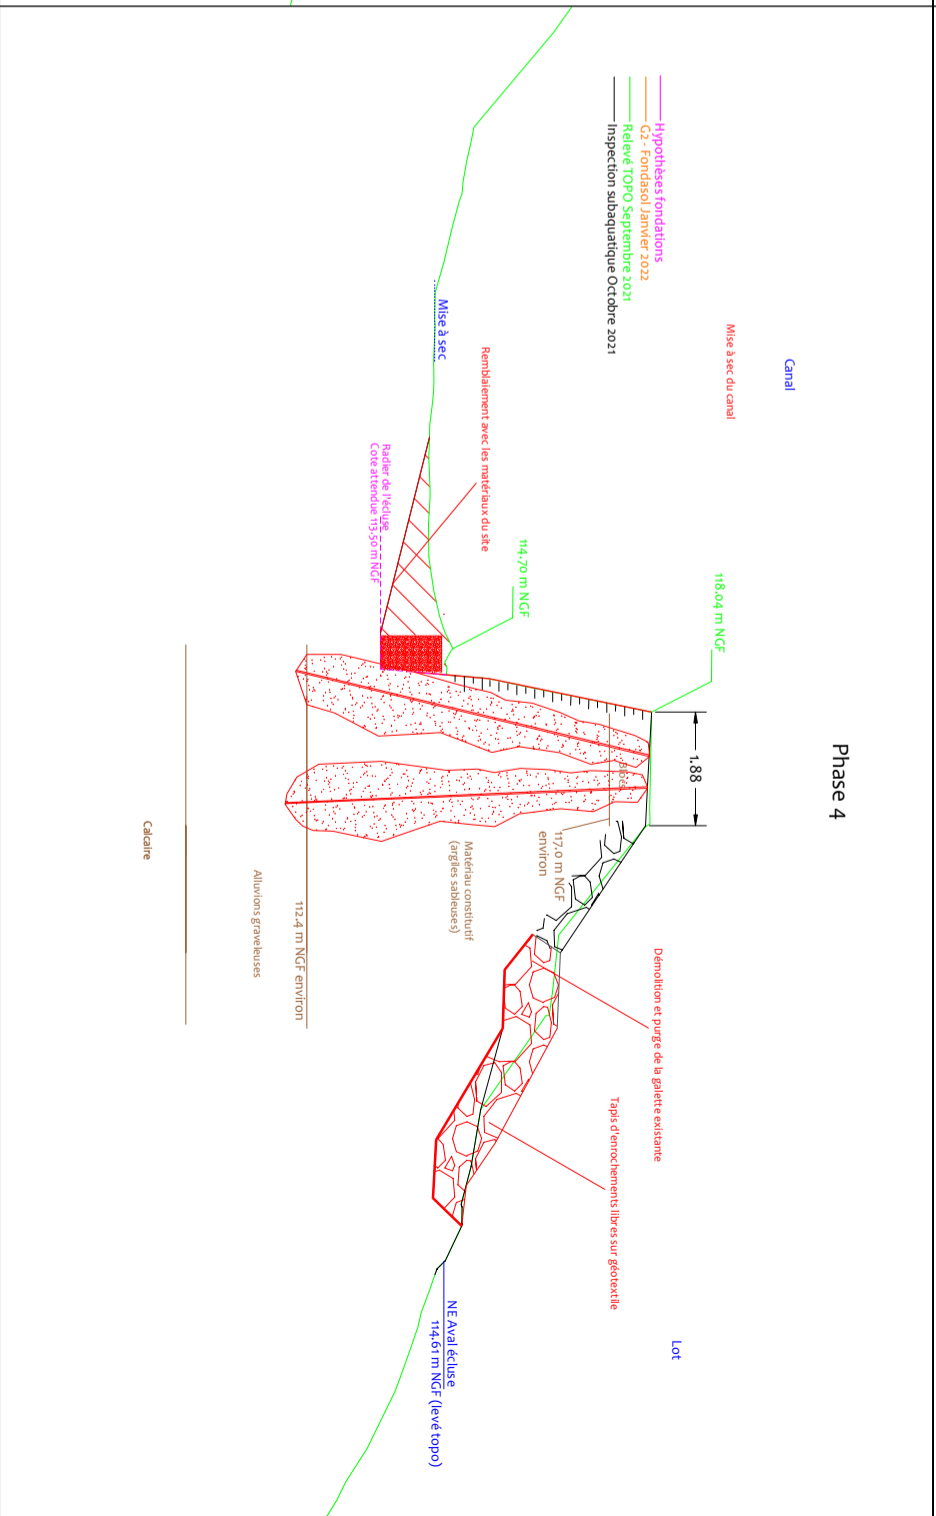 Phase 4
Canal
Mise à sec du canal
Hypothèses fondations
G2 - Fondasol Janvier 2022
Relevé TOPO Septembre 2021
Inspection subaquatique Octobre 2021
Mise à sec
Remblaiement avec les matériaux du site
Radier de l'écluse
Cote attendue 113.50 m NGF
114.70 m NGF
118.04 m NGF
1.88
117.0 m NGF
environ
Matériau constitutif
(argiles sableuses)
112.4 m NGF environ
Alluvions graveleuses
Calcaire
Démolition et purge de la galette existante
Tapis d'enrochements libres sur géotextile
Lot
NE Aval écluse
114.61 m NGF (levé topo)